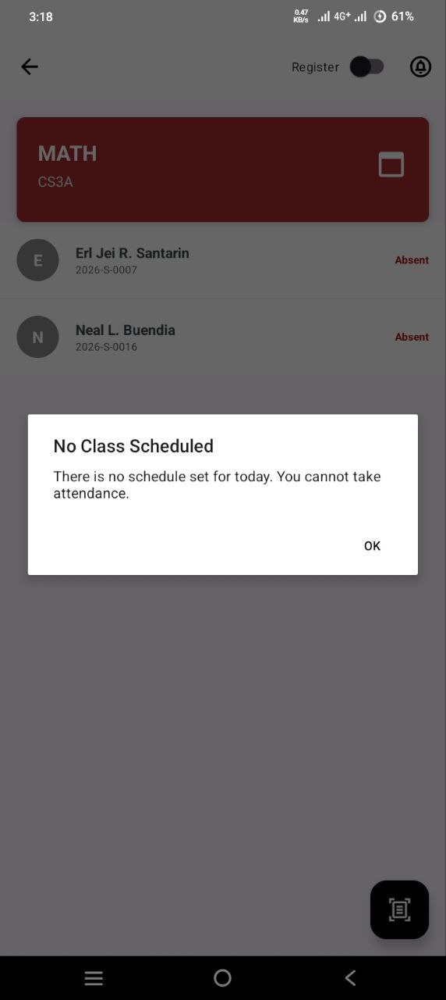 3:18
0.47
KB/s
4G+
61%
Register
MATH
CS3A
E
Erl Jei R. Santarin
2026-S-0007
Absent
N
Neal L. Buendia
2026-S-0016
Absent
No Class Scheduled
There is no schedule set for today. You cannot take
attendance.
OK